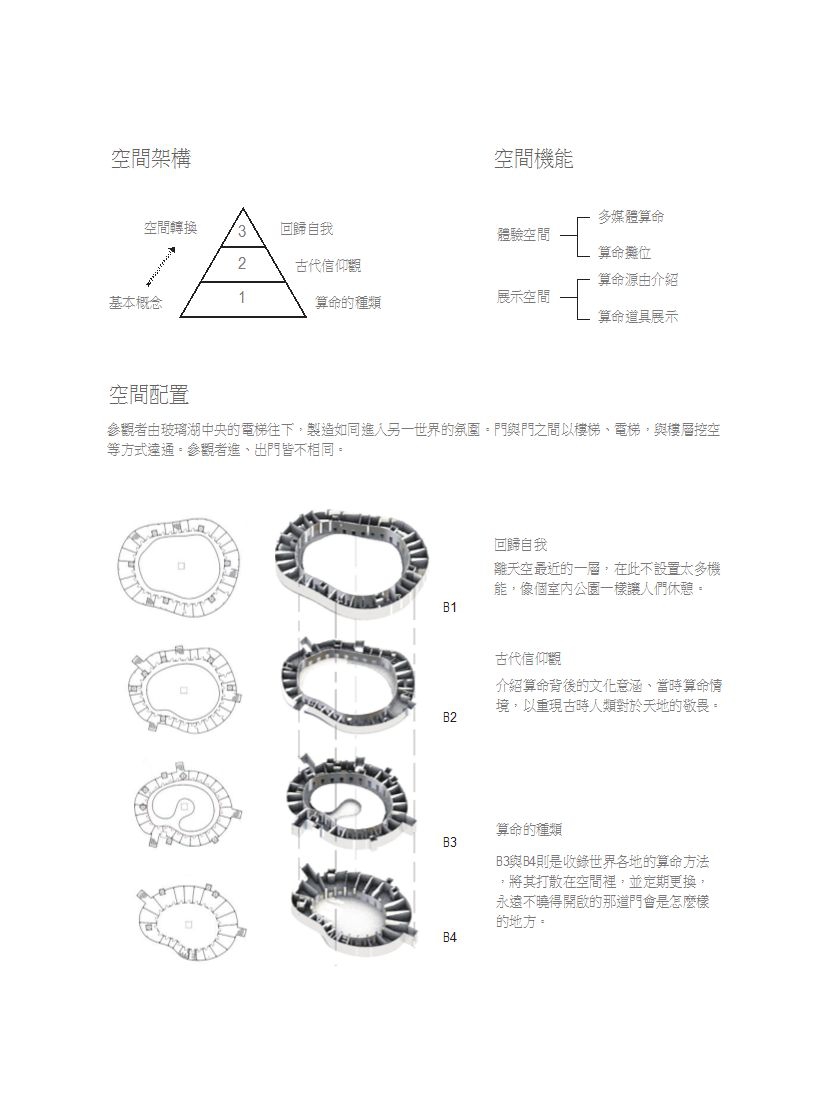 空間架構
空間機能
空間轉換
3
回歸自我
2
古代信仰觀
基本概念
1
算命的種類
體驗空間
多媒體算命
算命攤位
展示空間
算命源由介紹
算命道具展示
空間配置
參觀者由玻璃湖中央的電梯往下，製造如同進入另一世界的氛圍。門與門之間以樓梯、電梯，與樓層挖空
等方式達通。參觀者進、出門皆不相同。
回歸自我
離天空最近的一層，在此不設置太多機
能，像個室內公園一樣讓人們休憩。
B1
古代信仰觀
介紹算命背後的文化意涵、當時算命情
境，以重現古時人類對於天地的敬畏。
B2
算命的種類
B3
B3與B4則是收錄世界各地的算命方法
，將其打散在空間裡，並定期更換，
永遠不曉得開啟的那道門會是怎麼樣
的地方。
B4